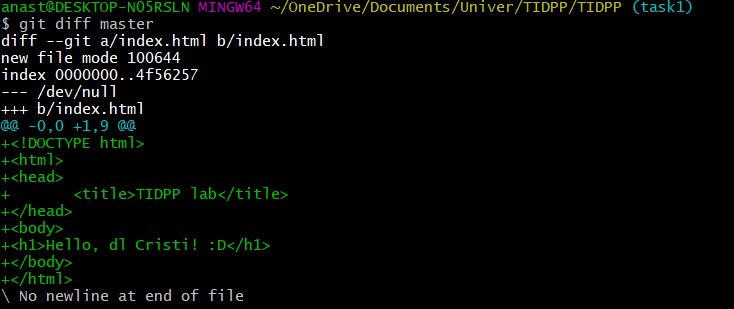 anast@DESKTOP-NO5RSLN MINGW64 ~/OneDrive/Documents/Univer/TIDPP/TIDPP (task1)
$ git diff master
diff --git a/index.html b/index.html
new file mode 100644
index 0000000..4f56257
--- /dev/null
+++ b/index.html
@@ -0,0 +1,9 @@
+<!DOCTYPE html>
+<html>
+<head>
+       <title>TIDPP lab</title>
+</head>
+<body>
+<h1>Hello, dl Cristi! :D</h1>
+</body>
+</html>
\ No newline at end of file